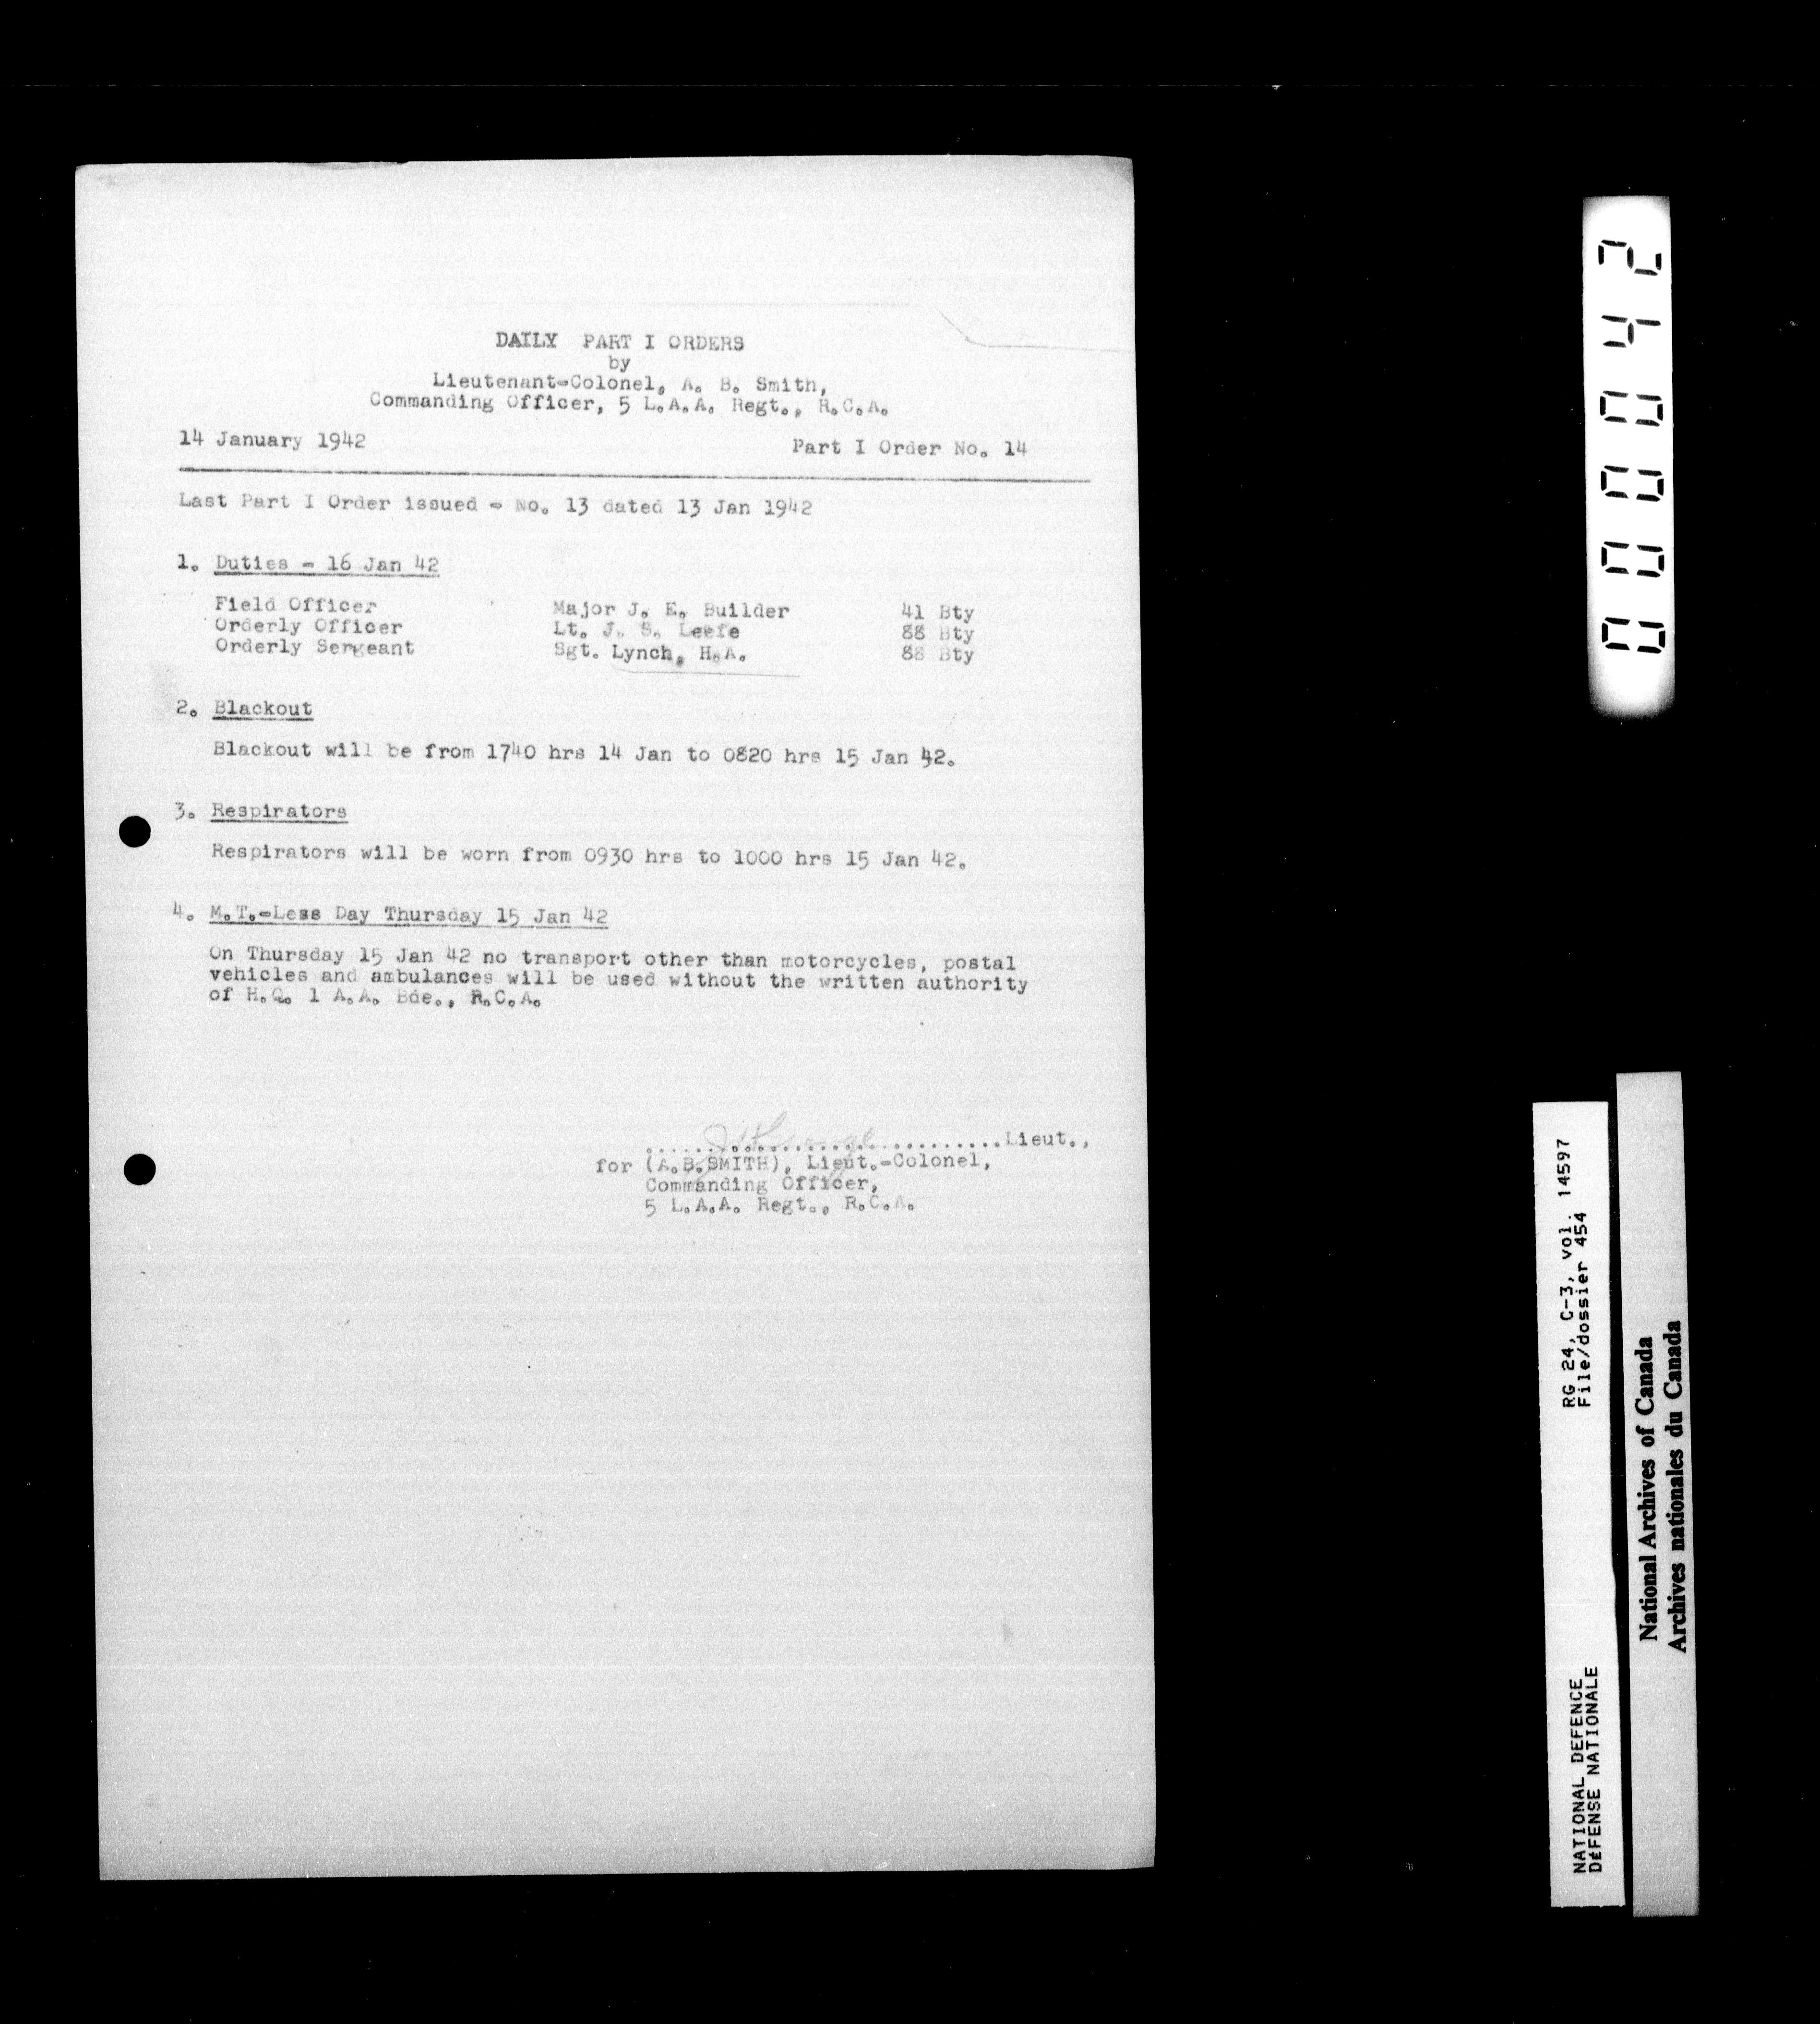 DAILY PART I ORDERS
by
Lieutenant-Colonel, A. B. Smith,
Commanding Officer, 5 L.A.A. Regt., R.C.A.
14 January 1942 Part I Order No. 14
Last Part I Order issued - No. 13 dated 13 Jan 1942
1. Duties - 16 Jan 42
Field Officer Major J. E. Builder 41 Bty
Orderly Officer Lt. J. S. Leefe 88 Bty
Orderly Sergeant Sgt. Lynch, H.A. 88 Bty
2. Blackout
Blackout will be from 1740 hrs 14 Jan to 0820 hrs 15 Jan 42.
3. Respirators
Respirators will be worn from 0930 hrs to 1000 hrs 15 Jan 42.
4. M.T.-Less Day Thursday 15 Jan 42
On Thursday 15 Jan 42 no transport other than motorcycles, postal
vehicles and ambulances will be used without the written authority
of H.Q. 1 A.A. Bde., R.C.A.
..............................Lieut.,
for (A.B.SMITH), Lieut.-Colonel,
Commanding Officer,
5 L.A.A. Regt., R.C.A.
000042
RG 24, C-3, vol. 14597
File/dossier 454
NATIONAL DEFENCE
DÉFENSE NATIONALE
National Archives of Canada
Archives nationales du Canada